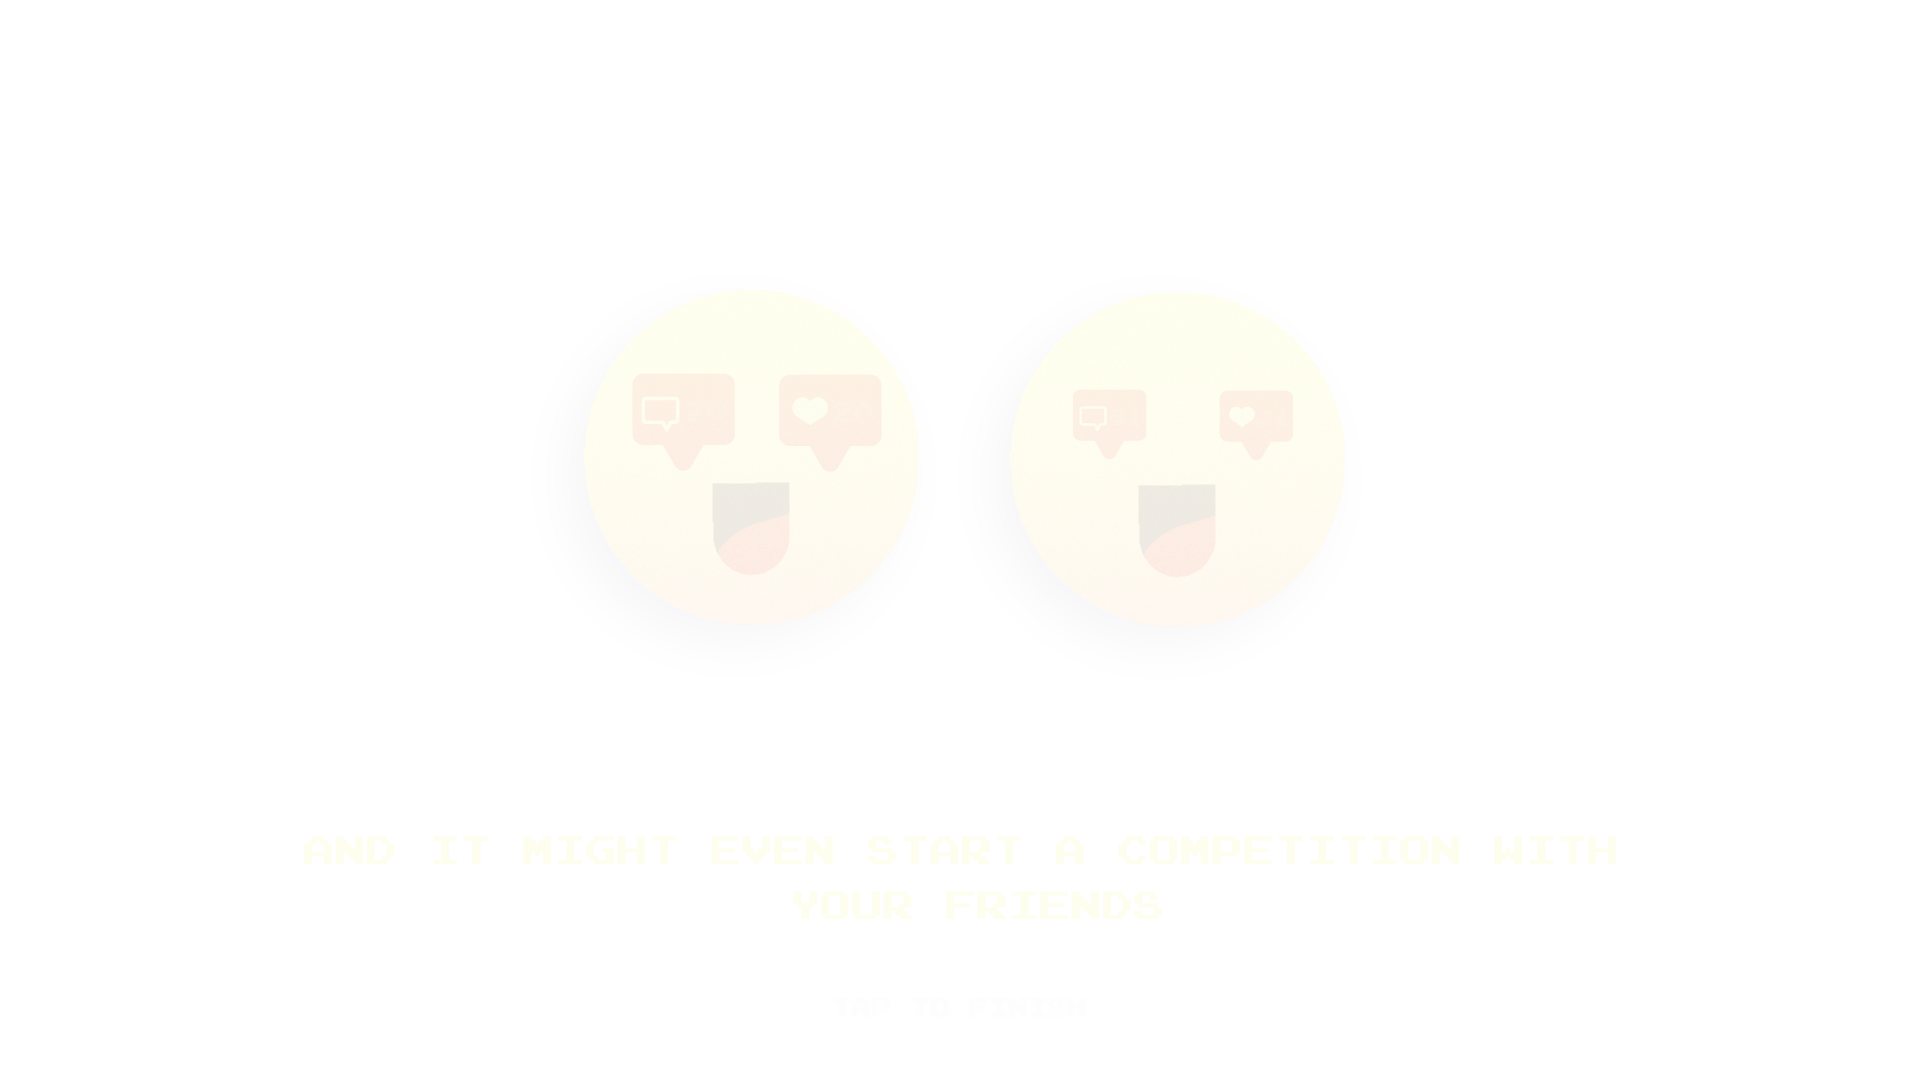 AND IT MIGHT EVEN START A COMPETITION WITH
YOUR FRIENDS
TAP TO FINISH